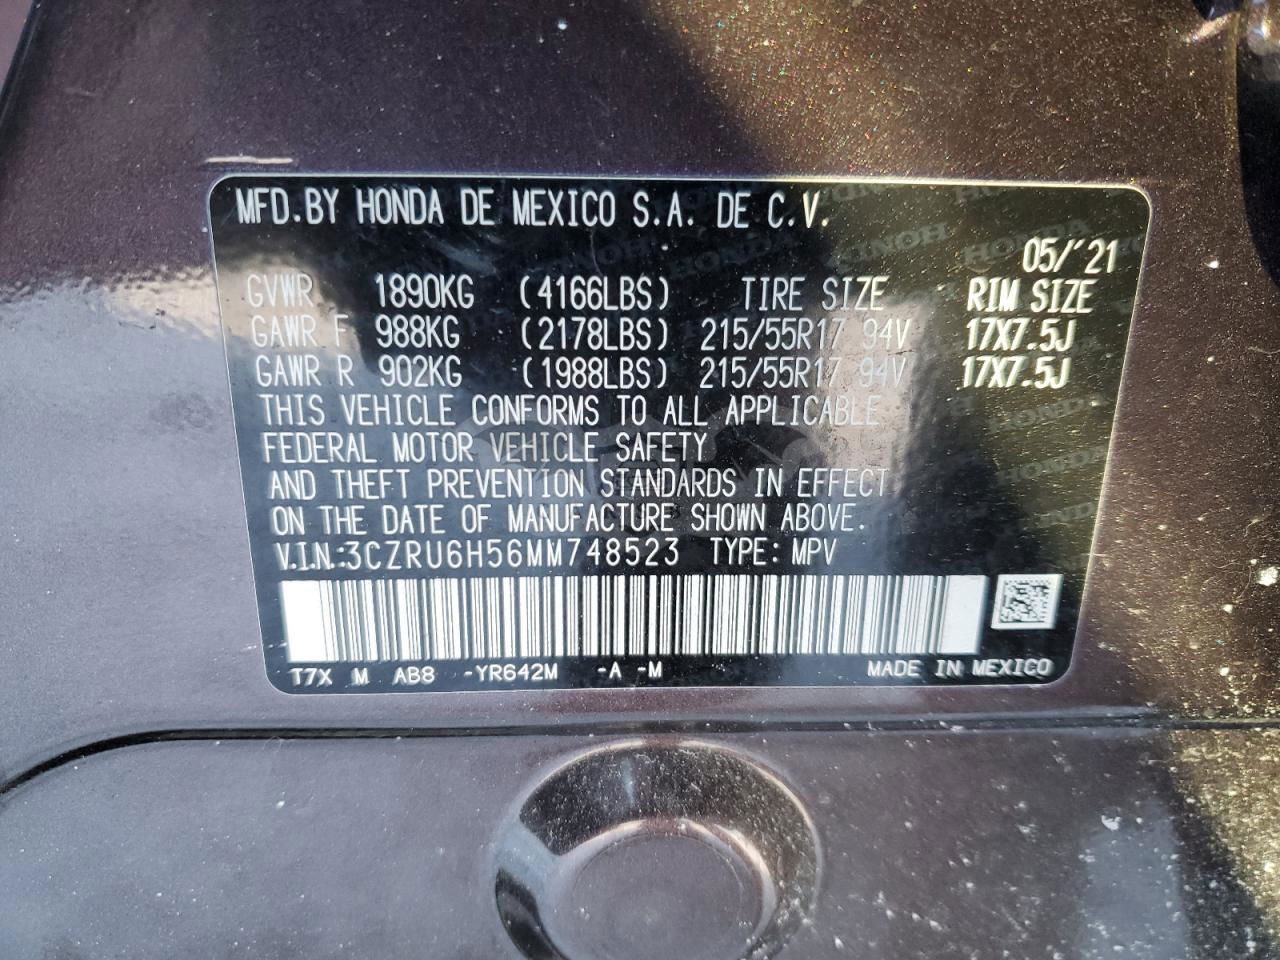 MFD.BY HONDA DE MEXICO S.A. DE C.V.
05/'21
GVWR 1890KG (4166LBS) TIRE SIZE RIM SIZE
GAWR F 988KG (2178LBS) 215/55R17 94V 17X7.5J
GAWR R 902KG (1988LBS) 215/55R17 94V 17X7.5J
THIS VEHICLE CONFORMS TO ALL APPLICABLE
FEDERAL MOTOR VEHICLE SAFETY
AND THEFT PREVENTION STANDARDS IN EFFECT
ON THE DATE OF MANUFACTURE SHOWN ABOVE.
V.I.N.:3CZRU6H56MM748523 TYPE: MPV
T7X M AB8 -YR642M -A -M MADE IN MEXICO